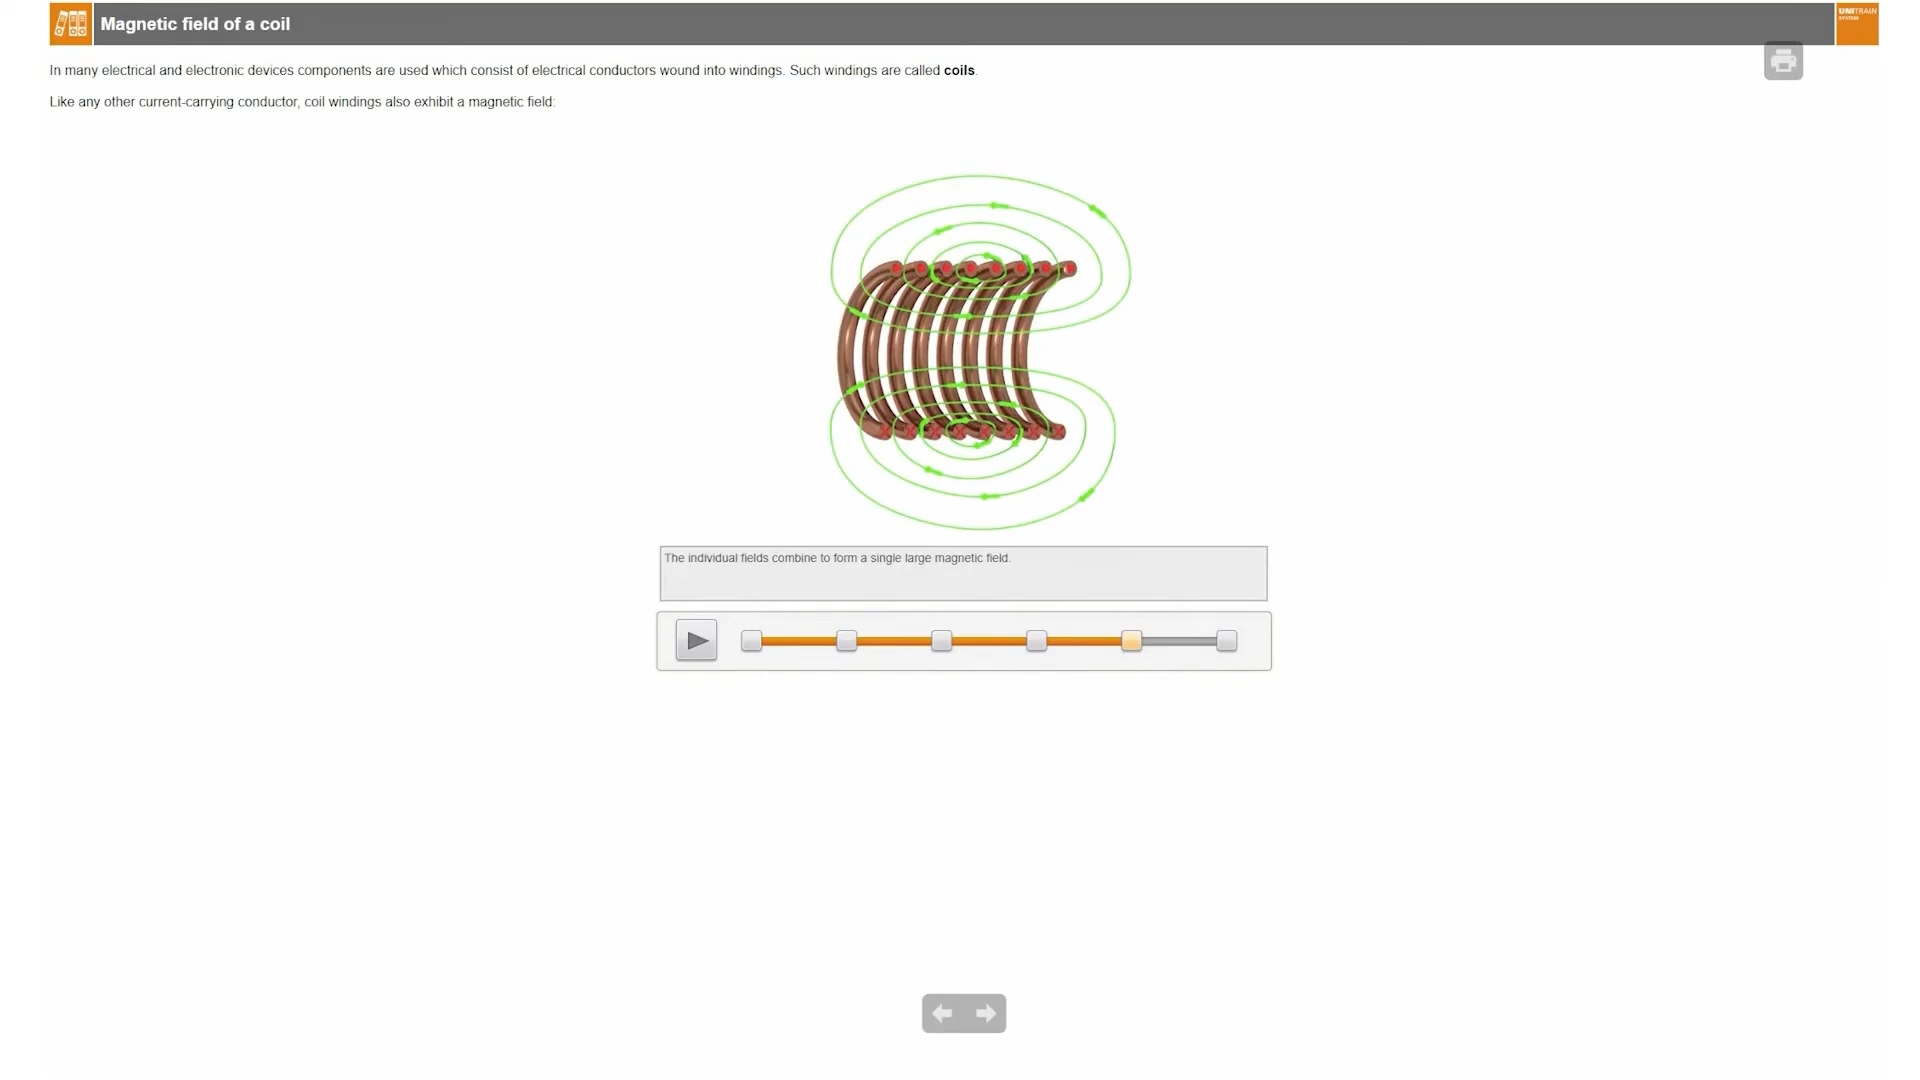 Magnetic field of a coil
UNITRAIN
SYSTEM
In many electrical and electronic devices components are used which consist of electrical conductors wound into windings. Such windings are called coils.
Like any other current-carrying conductor, coil windings also exhibit a magnetic field:
The individual fields combine to form a single large magnetic field.